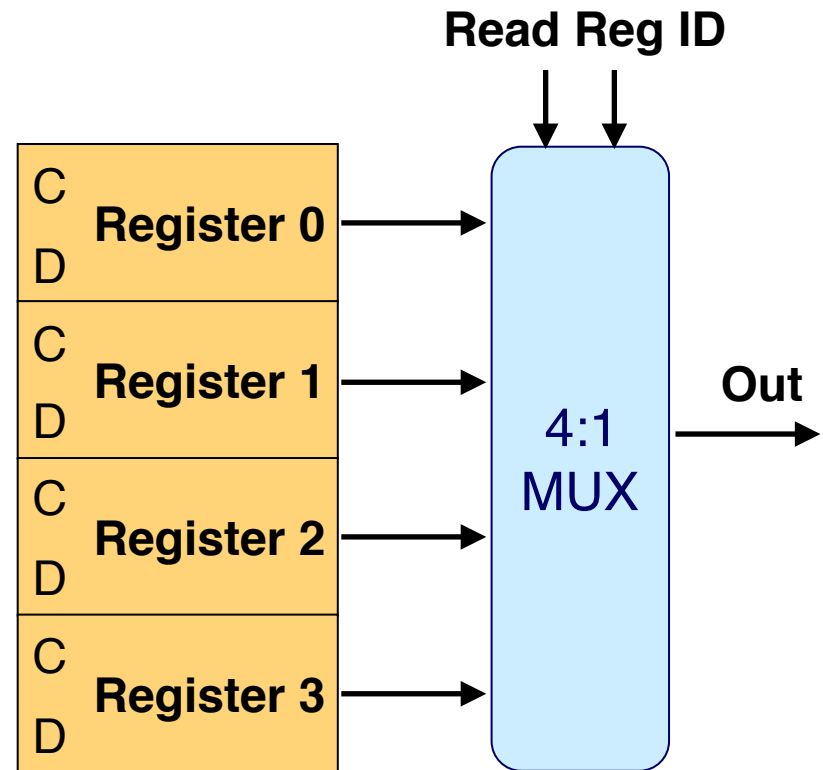 Read Reg ID
C
Register 0
D
C
Register 1
D
C
Register 2
D
C
Register 3
D
4:1
MUX
Out